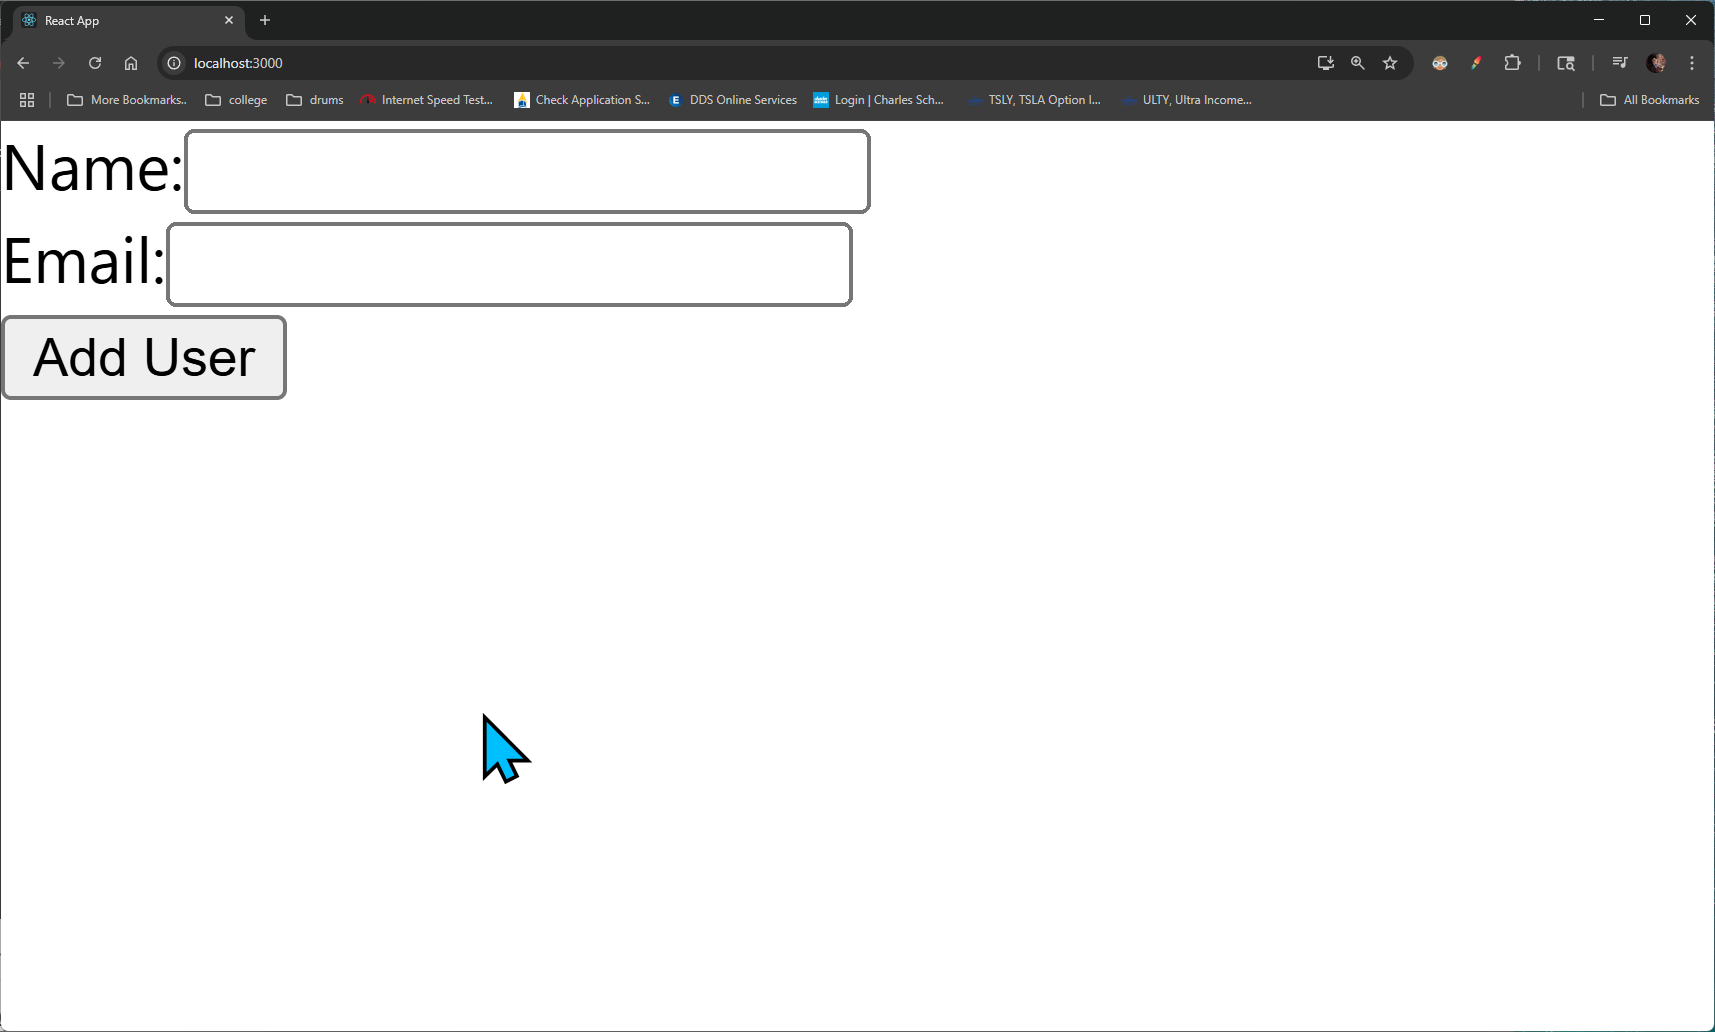 React App
localhost:3000
More Bookmarks..
college
drums
Internet Speed Test...
Check Application S...
DDS Online Services
Login | Charles Sch...
TSLY, TSLA Option I...
ULTY, Ultra Income...
All Bookmarks
Name:
Email:
Add User